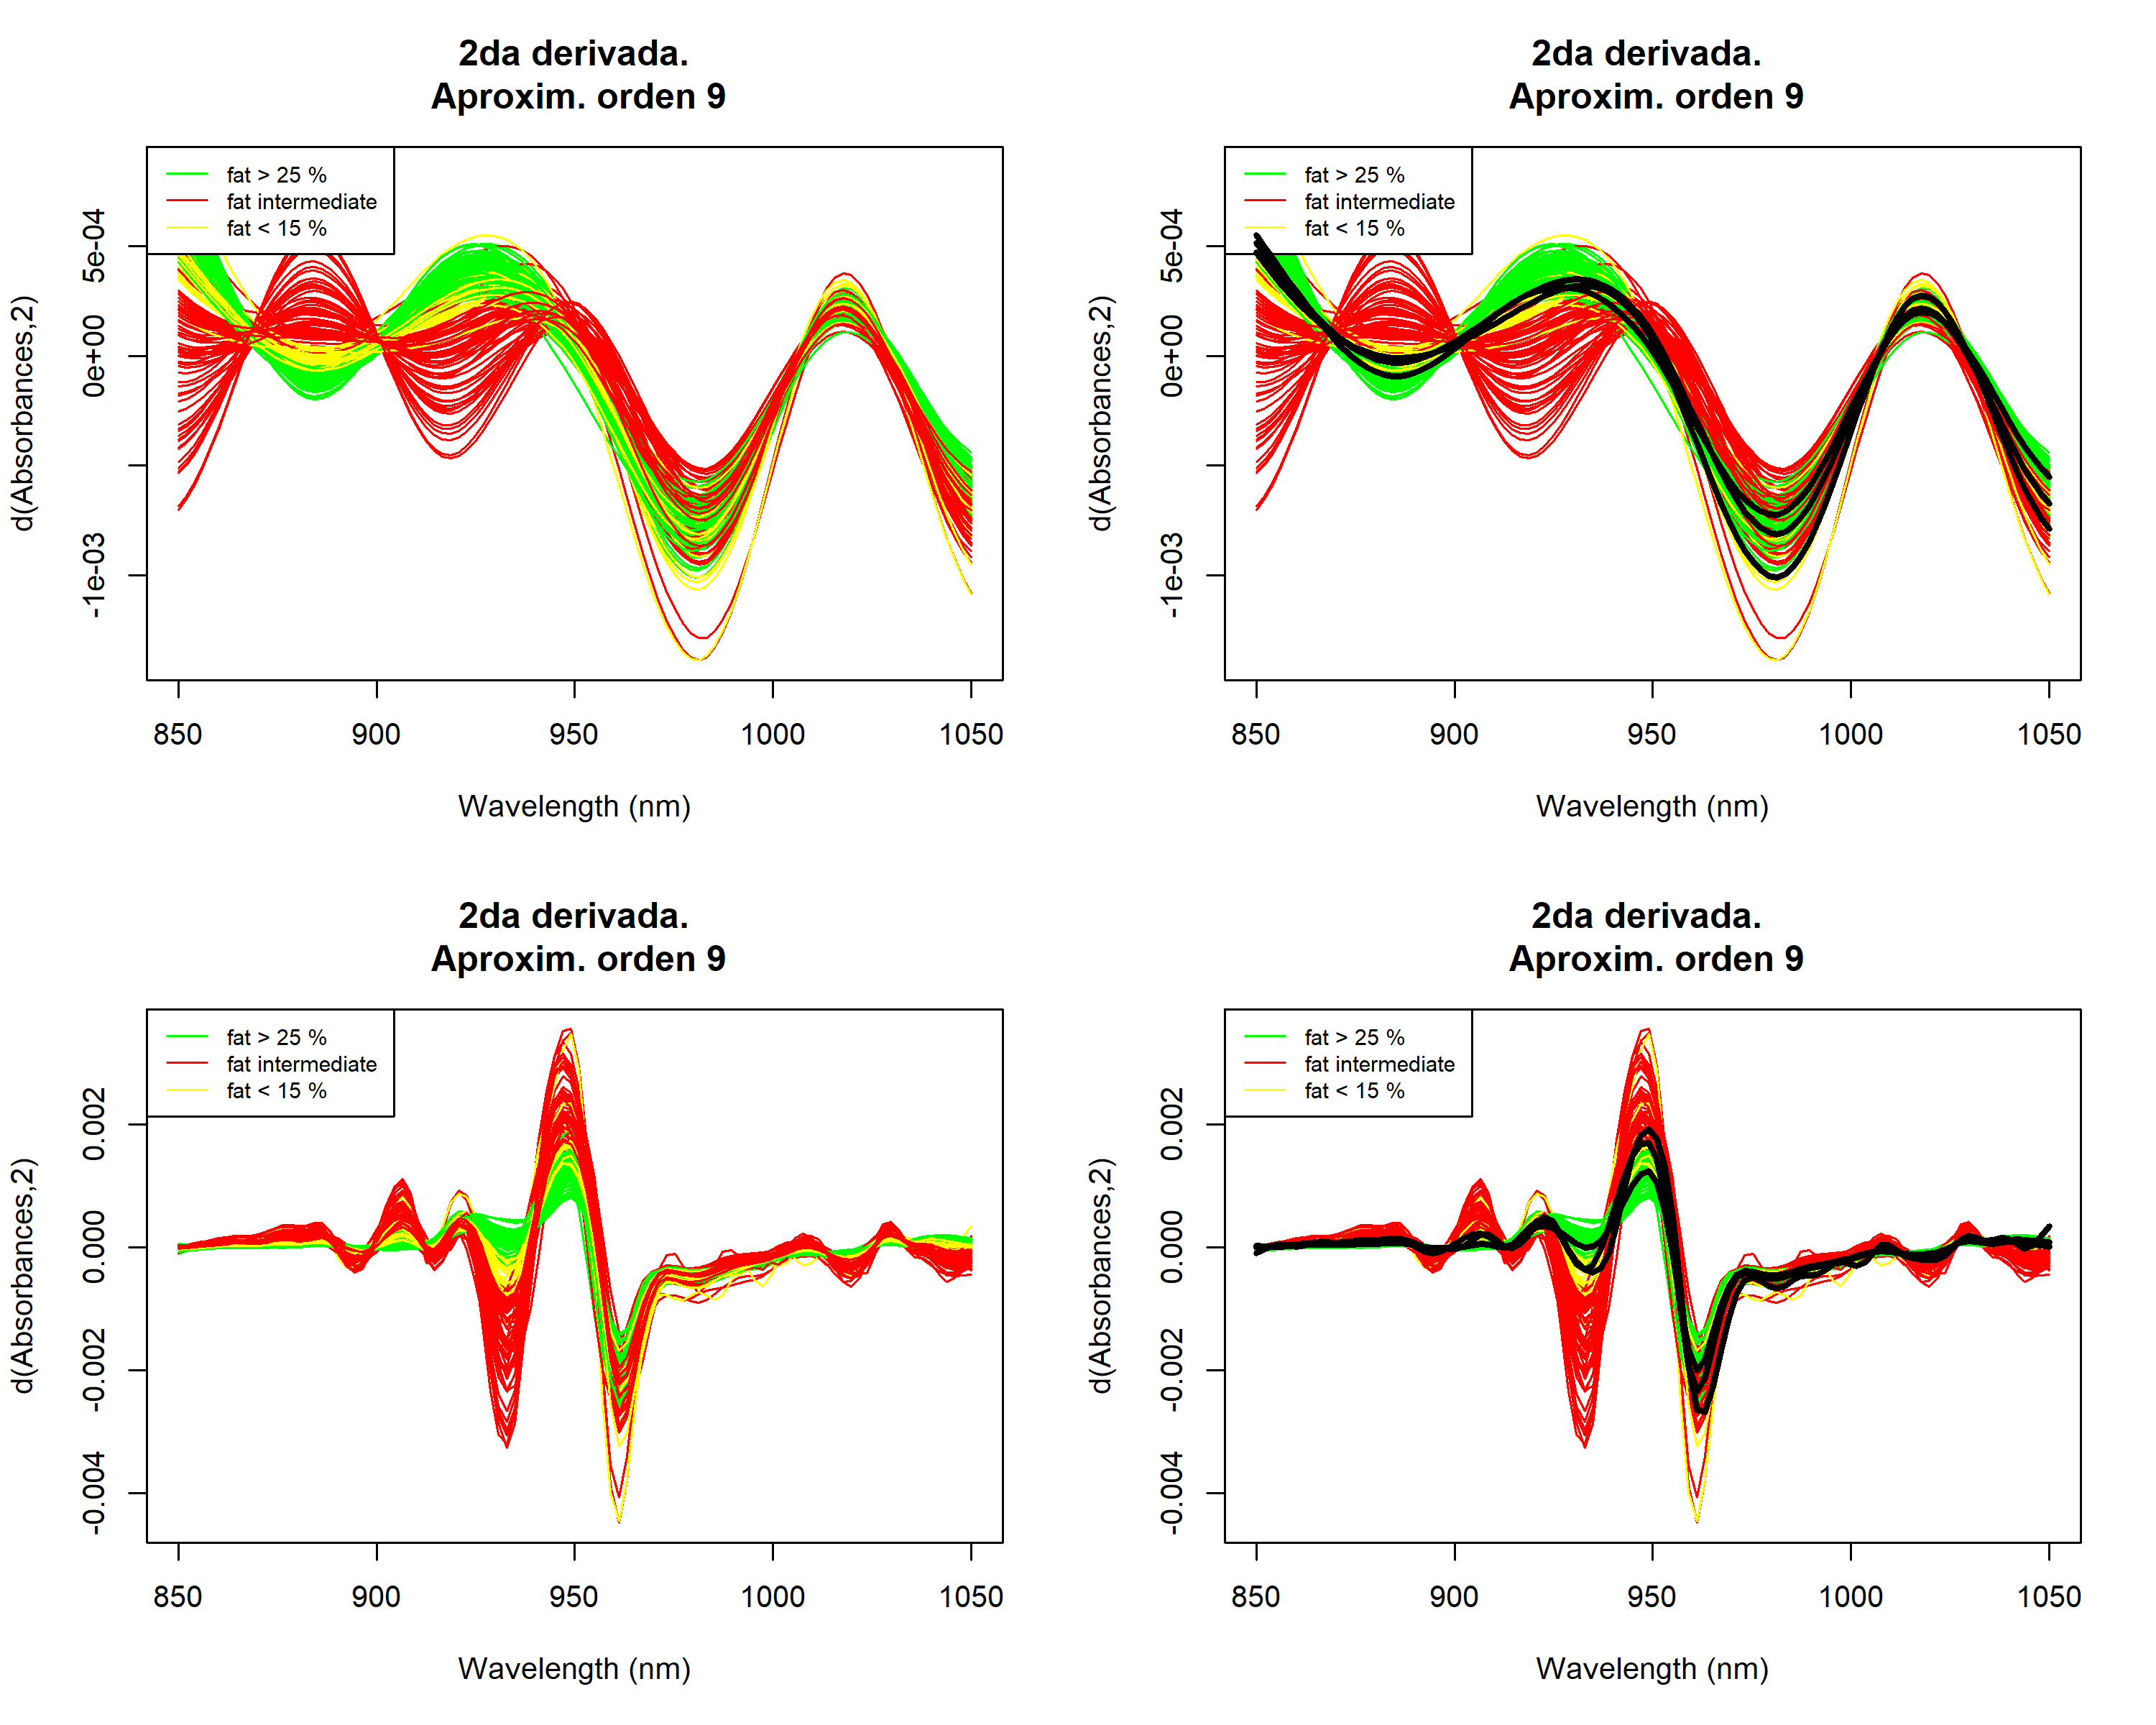 2da derivada.
Aproxim. orden 9
fat > 25 %
fat intermediate
fat < 15 %
d(Absorbances,2)
5e-04
0e+00
-1e-03
850 900 950 1000 1050
Wavelength (nm)
2da derivada.
Aproxim. orden 9
fat > 25 %
fat intermediate
fat < 15 %
d(Absorbances,2)
5e-04
0e+00
-1e-03
850 900 950 1000 1050
Wavelength (nm)
2da derivada.
Aproxim. orden 9
fat > 25 %
fat intermediate
fat < 15 %
d(Absorbances,2)
0.002
0.000
-0.002
-0.004
850 900 950 1000 1050
Wavelength (nm)
2da derivada.
Aproxim. orden 9
fat > 25 %
fat intermediate
fat < 15 %
d(Absorbances,2)
0.002
0.000
-0.002
-0.004
850 900 950 1000 1050
Wavelength (nm)